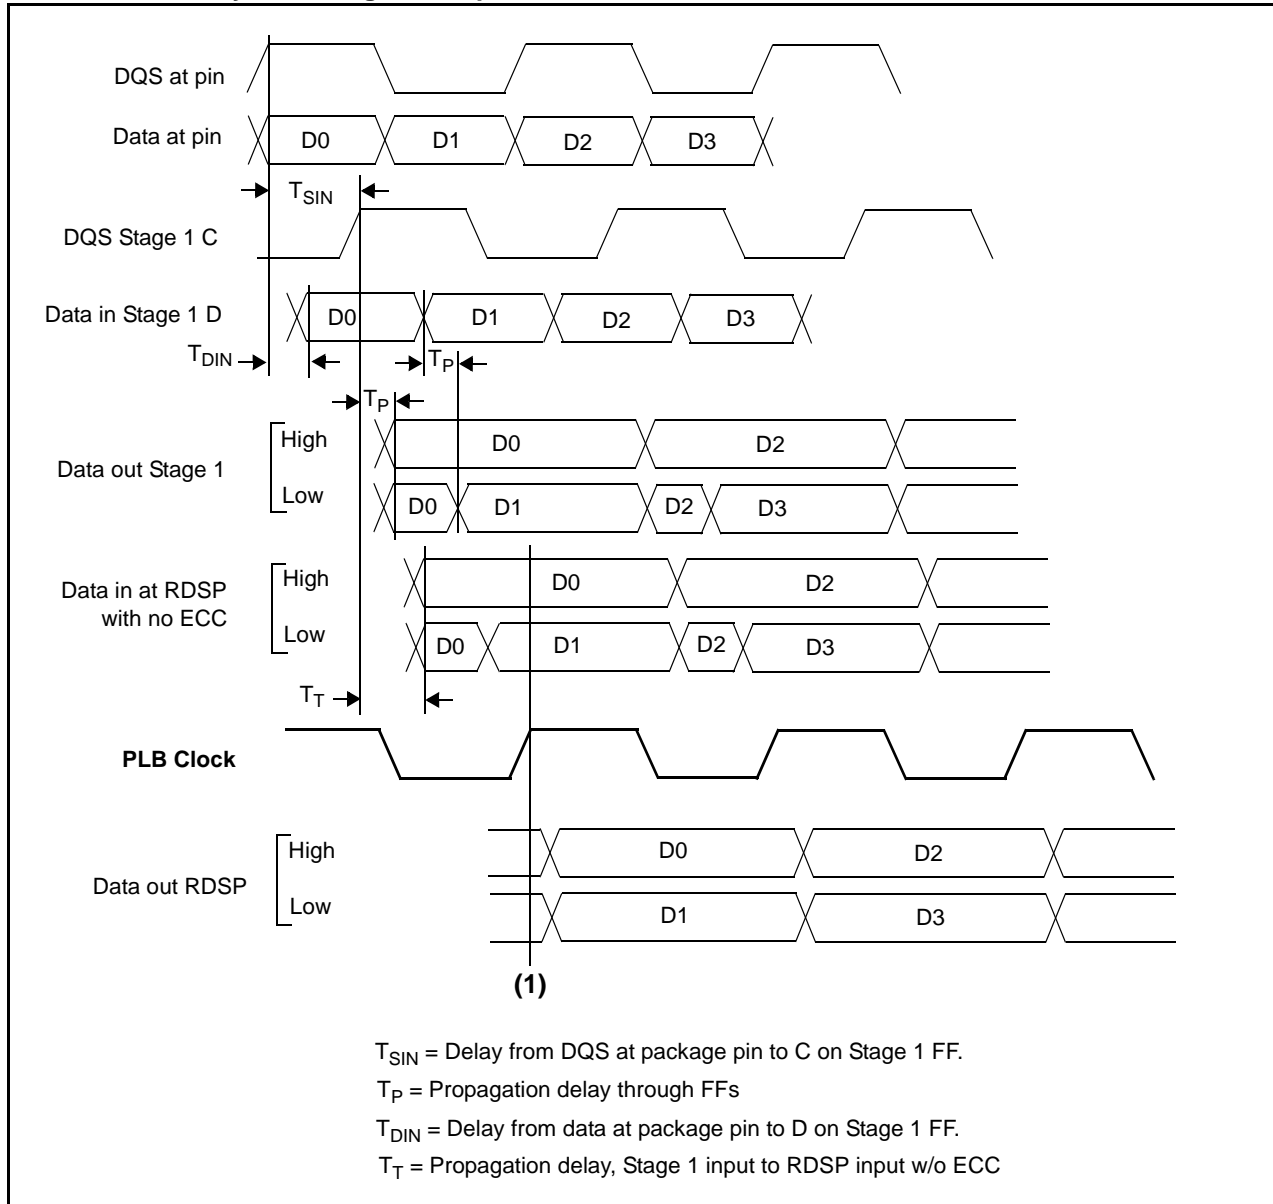 DQS at pin
Data at pin
D0 D1 D2 D3
TSIN
DQS Stage 1 C
Data in Stage 1 D
D0 D1 D2 D3
TDIN
TP
TP
Data out Stage 1
High
D0 D2
Low
D0 D1 D2 D3
Data in at RDSP
with no ECC
High
D0 D2
Low
D0 D1 D2 D3
TT
PLB Clock
Data out RDSP
High
D0 D2
Low
D1 D3
(1)
TSIN = Delay from DQS at package pin to C on Stage 1 FF.
TP = Propagation delay through FFs
TDIN = Delay from data at package pin to D on Stage 1 FF.
TT = Propagation delay, Stage 1 input to RDSP input w/o ECC